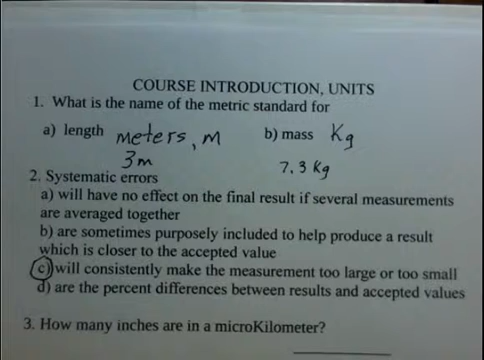 COURSE INTRODUCTION, UNITS
1. What is the name of the metric standard for
a) length meters, m b) mass Kg
3m 7.3 Kg
2. Systematic errors
a) will have no effect on the final result if several measurements
are averaged together
b) are sometimes purposely included to help produce a result
which is closer to the accepted value
c) will consistently make the measurement too large or too small
d) are the percent differences between results and accepted values
3. How many inches are in a microKilometer?